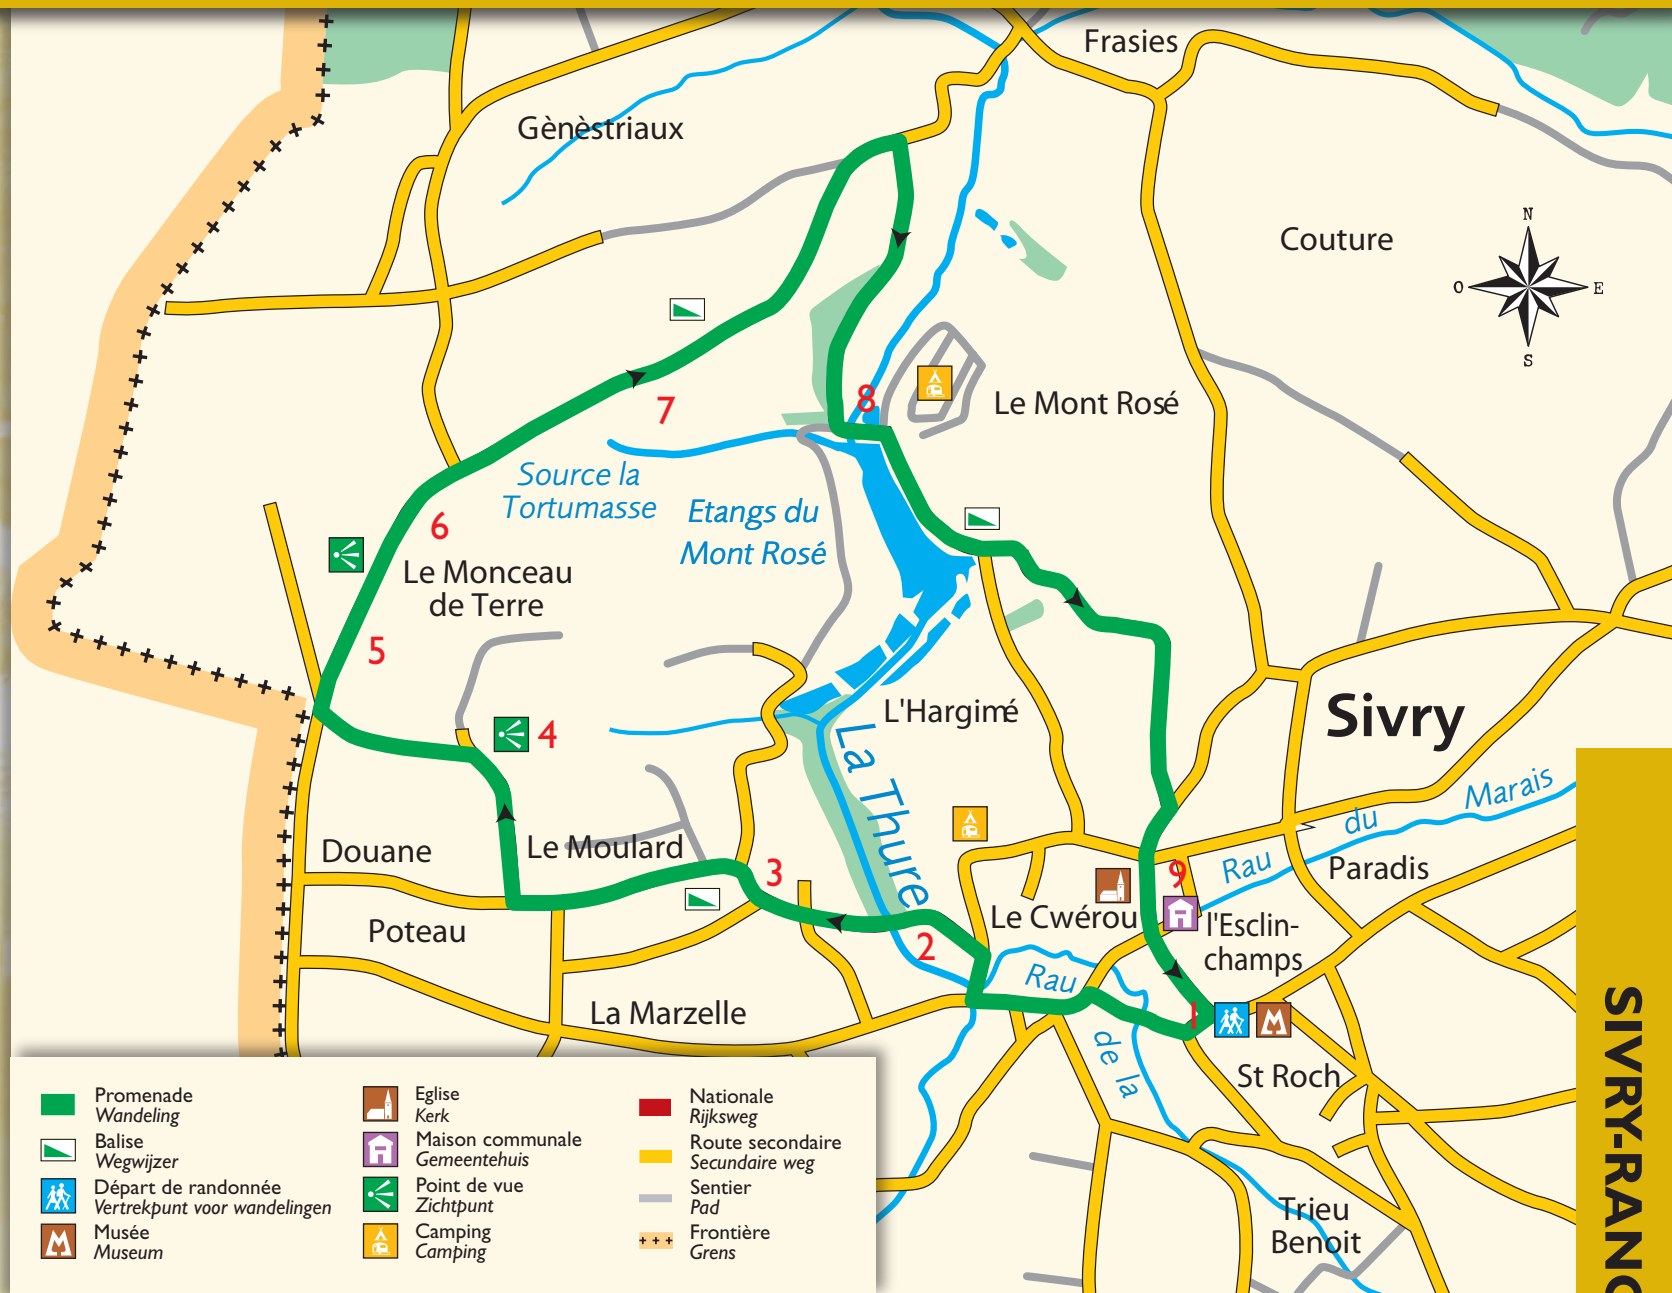 Frasies
Gènèstriaux
Couture
N
O
E
S
7
8
Le Mont Rosé
Source la
Tortumasse
Etangs du
Mont Rosé
6
Le Monceau
de Terre
5
4
L'Hargimé
Sivry
La Thure
Rau
du
Marais
Douane
Le Moulard
3
9
Paradis
Poteau
2
Le Cwérou
l'Esclin-
champs
Rau
de la
La Marzelle
1
St Roch
Trieu
Benoit
Promenade
Wandeling
Balise
Wegwijzer
Départ de randonnée
Vertrekpunt voor wandelingen
Musée
Museum
Eglise
Kerk
Maison communale
Gemeentehuis
Point de vue
Zichtpunt
Camping
Camping
Nationale
Rijksweg
Route secondaire
Secundaire weg
Sentier
Pad
Frontière
Grens
SIVRY-RANC